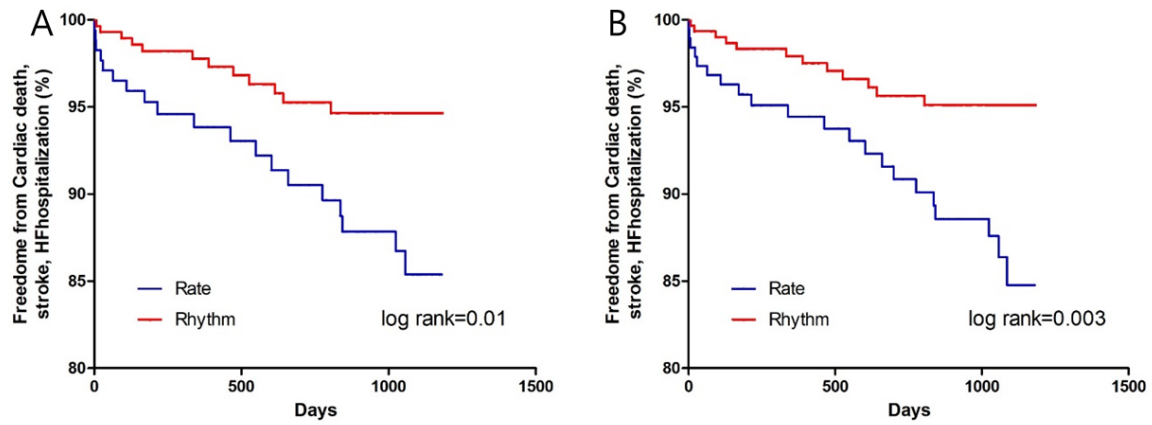 A
Freedome from Cardiac death,
stroke, HFhospitalization (%)
100
95
90
85
80
0
500
1000
1500
Days
Rate
Rhythm
log rank=0.01
B
Freedome from Cardiac death,
stroke, HFhospitalization (%)
100
95
90
85
80
0
500
1000
1500
Days
Rate
Rhythm
log rank=0.003